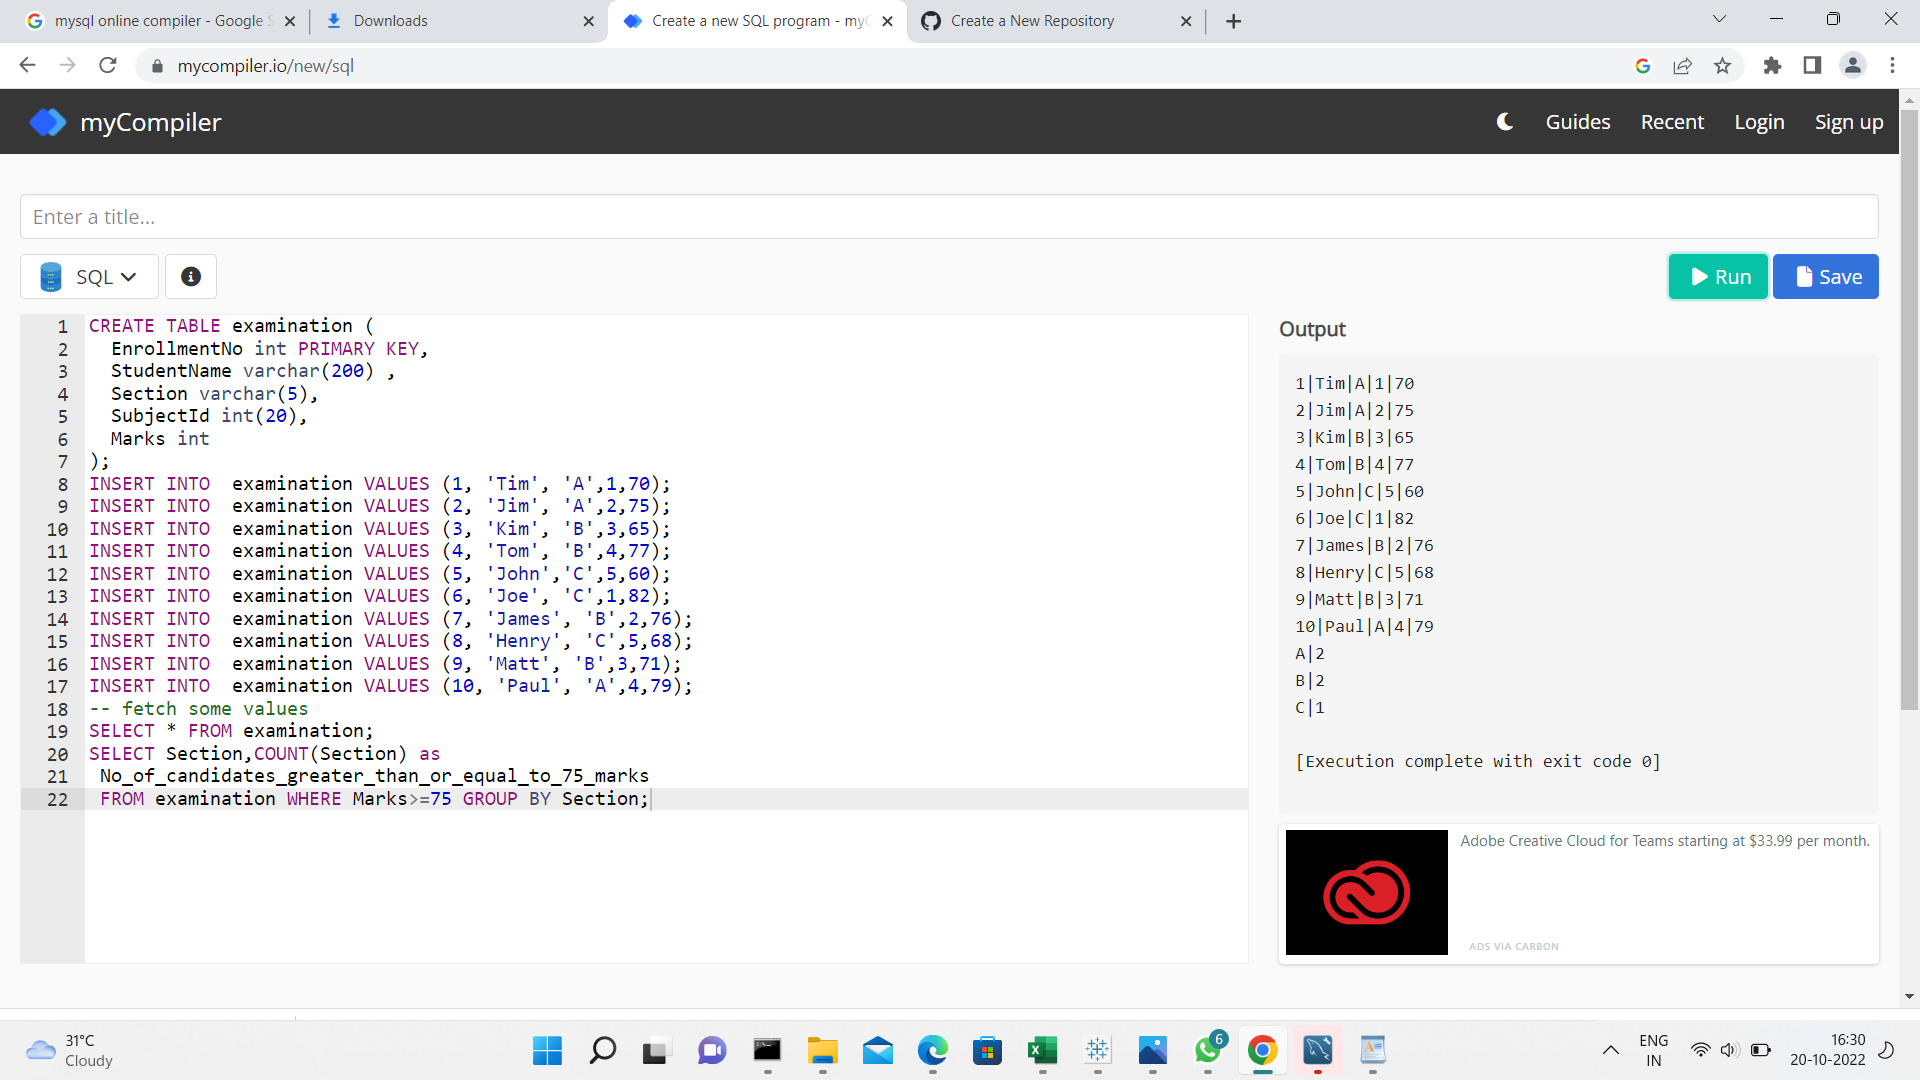 mysql online compiler - Google S
Downloads
Create a new SQL program - myC
Create a New Repository
mycompiler.io/new/sql
myCompiler
Guides
Recent
Login
Sign up
Enter a title...
SQL
Run
Save
1 CREATE TABLE examination (
2 EnrollmentNo int PRIMARY KEY,
3 StudentName varchar(200) ,
4 Section varchar(5),
5 SubjectId int(20),
6 Marks int
7 );
8 INSERT INTO  examination VALUES (1, 'Tim', 'A',1,70);
9 INSERT INTO  examination VALUES (2, 'Jim', 'A',2,75);
10 INSERT INTO  examination VALUES (3, 'Kim', 'B',3,65);
11 INSERT INTO  examination VALUES (4, 'Tom', 'B',4,77);
12 INSERT INTO  examination VALUES (5, 'John','C',5,60);
13 INSERT INTO  examination VALUES (6, 'Joe', 'C',1,82);
14 INSERT INTO  examination VALUES (7, 'James', 'B',2,76);
15 INSERT INTO  examination VALUES (8, 'Henry', 'C',5,68);
16 INSERT INTO  examination VALUES (9, 'Matt', 'B',3,71);
17 INSERT INTO  examination VALUES (10, 'Paul', 'A',4,79);
18 -- fetch some values
19 SELECT * FROM examination;
20 SELECT Section,COUNT(Section) as
21 No_of_candidates_greater_than_or_equal_to_75_marks
22 FROM examination WHERE Marks>=75 GROUP BY Section;
Output
1|Tim|A|1|70
2|Jim|A|2|75
3|Kim|B|3|65
4|Tom|B|4|77
5|John|C|5|60
6|Joe|C|1|82
7|James|B|2|76
8|Henry|C|5|68
9|Matt|B|3|71
10|Paul|A|4|79
A|2
B|2
C|1
[Execution complete with exit code 0]
Adobe Creative Cloud for Teams starting at $33.99 per month.
ADS VIA CARBON
31°C
Cloudy
6
ENG
IN
16:30
20-10-2022